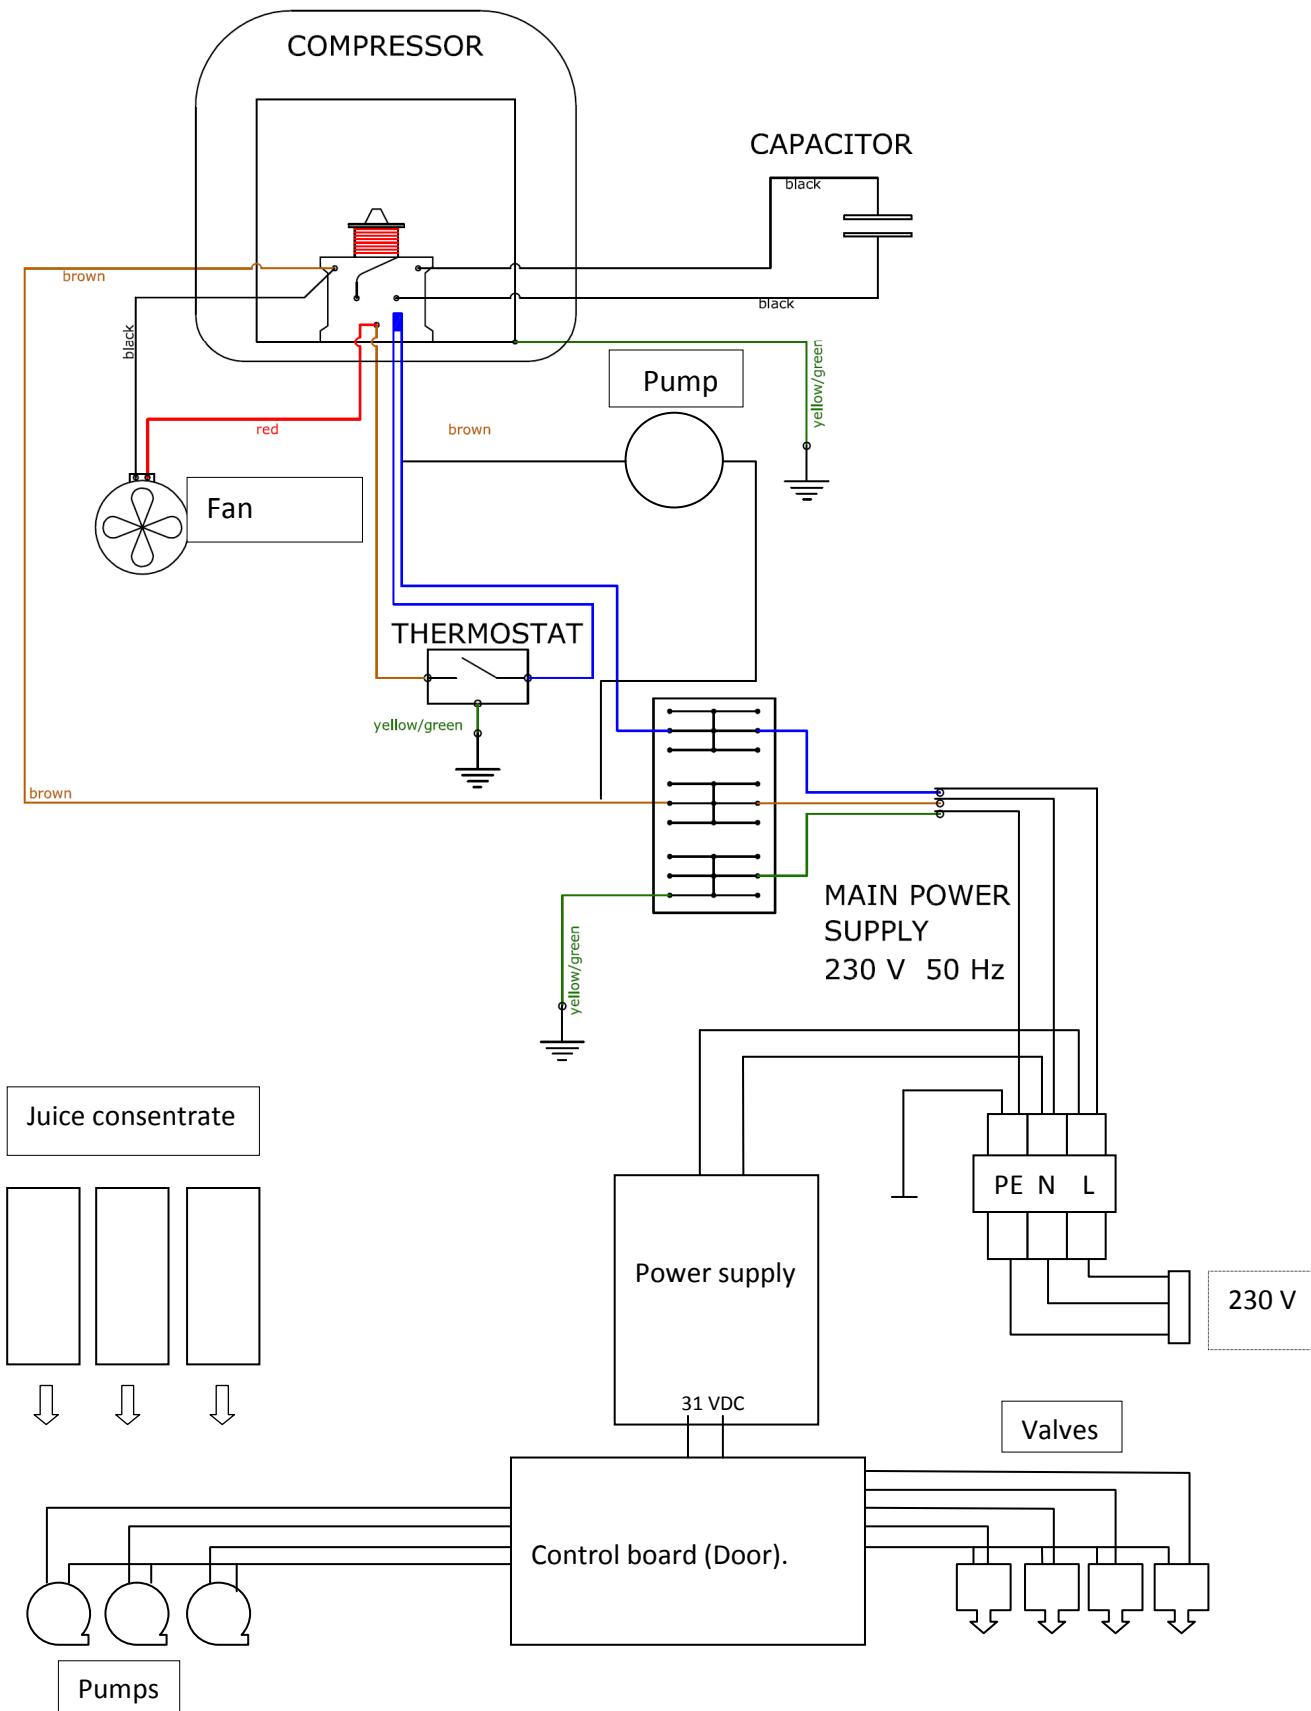 COMPRESSOR
CAPACITOR
black
brown
black
black
yellow/green
Pump
red
brown
Fan
THERMOSTAT
yellow/green
brown
MAIN POWER
SUPPLY
230 V 50 Hz
yellow/green
Juice consentrate
PE N L
Power supply
230 V
31 VDC
Valves
Control board (Door).
Pumps